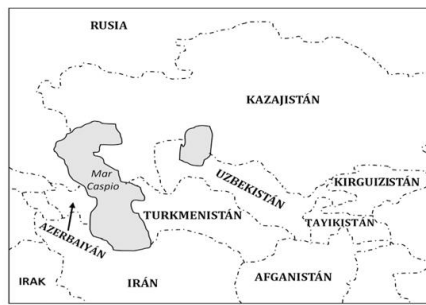 RUSIA
KAZAJISTÁN
Mar
Caspio
UZBEKISTÁN
KIRGUIZISTÁN
TURKMENISTÁN
TAYIKISTÁN
AZERBAIYÁN
IRAK
IRÁN
AFGANISTÁN